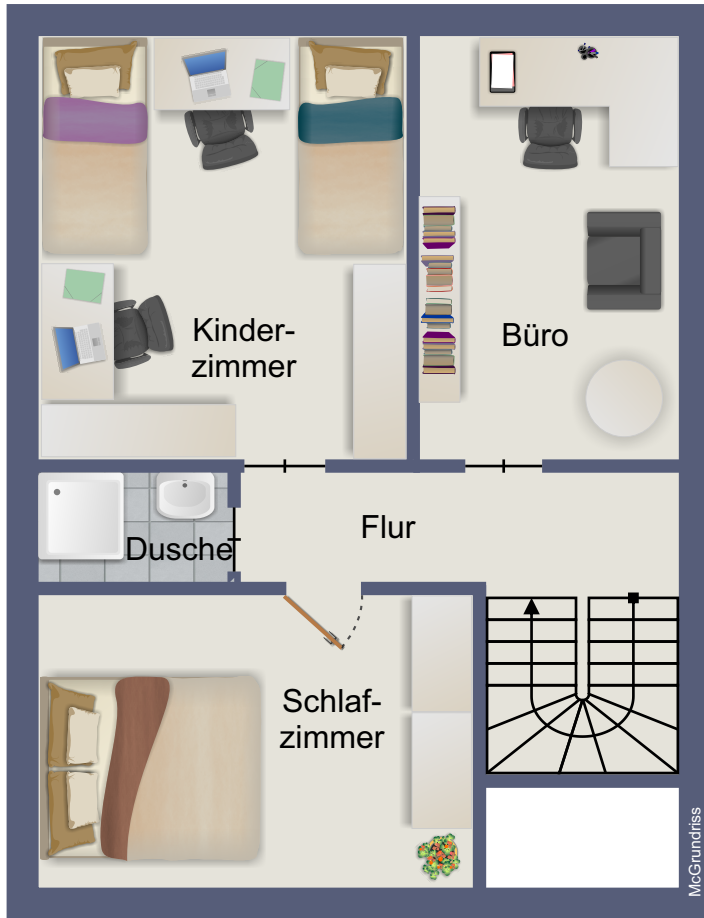 Kinder-
zimmer
Büro
Dusche
Flur
Schlaf-
zimmer
McGrundriss